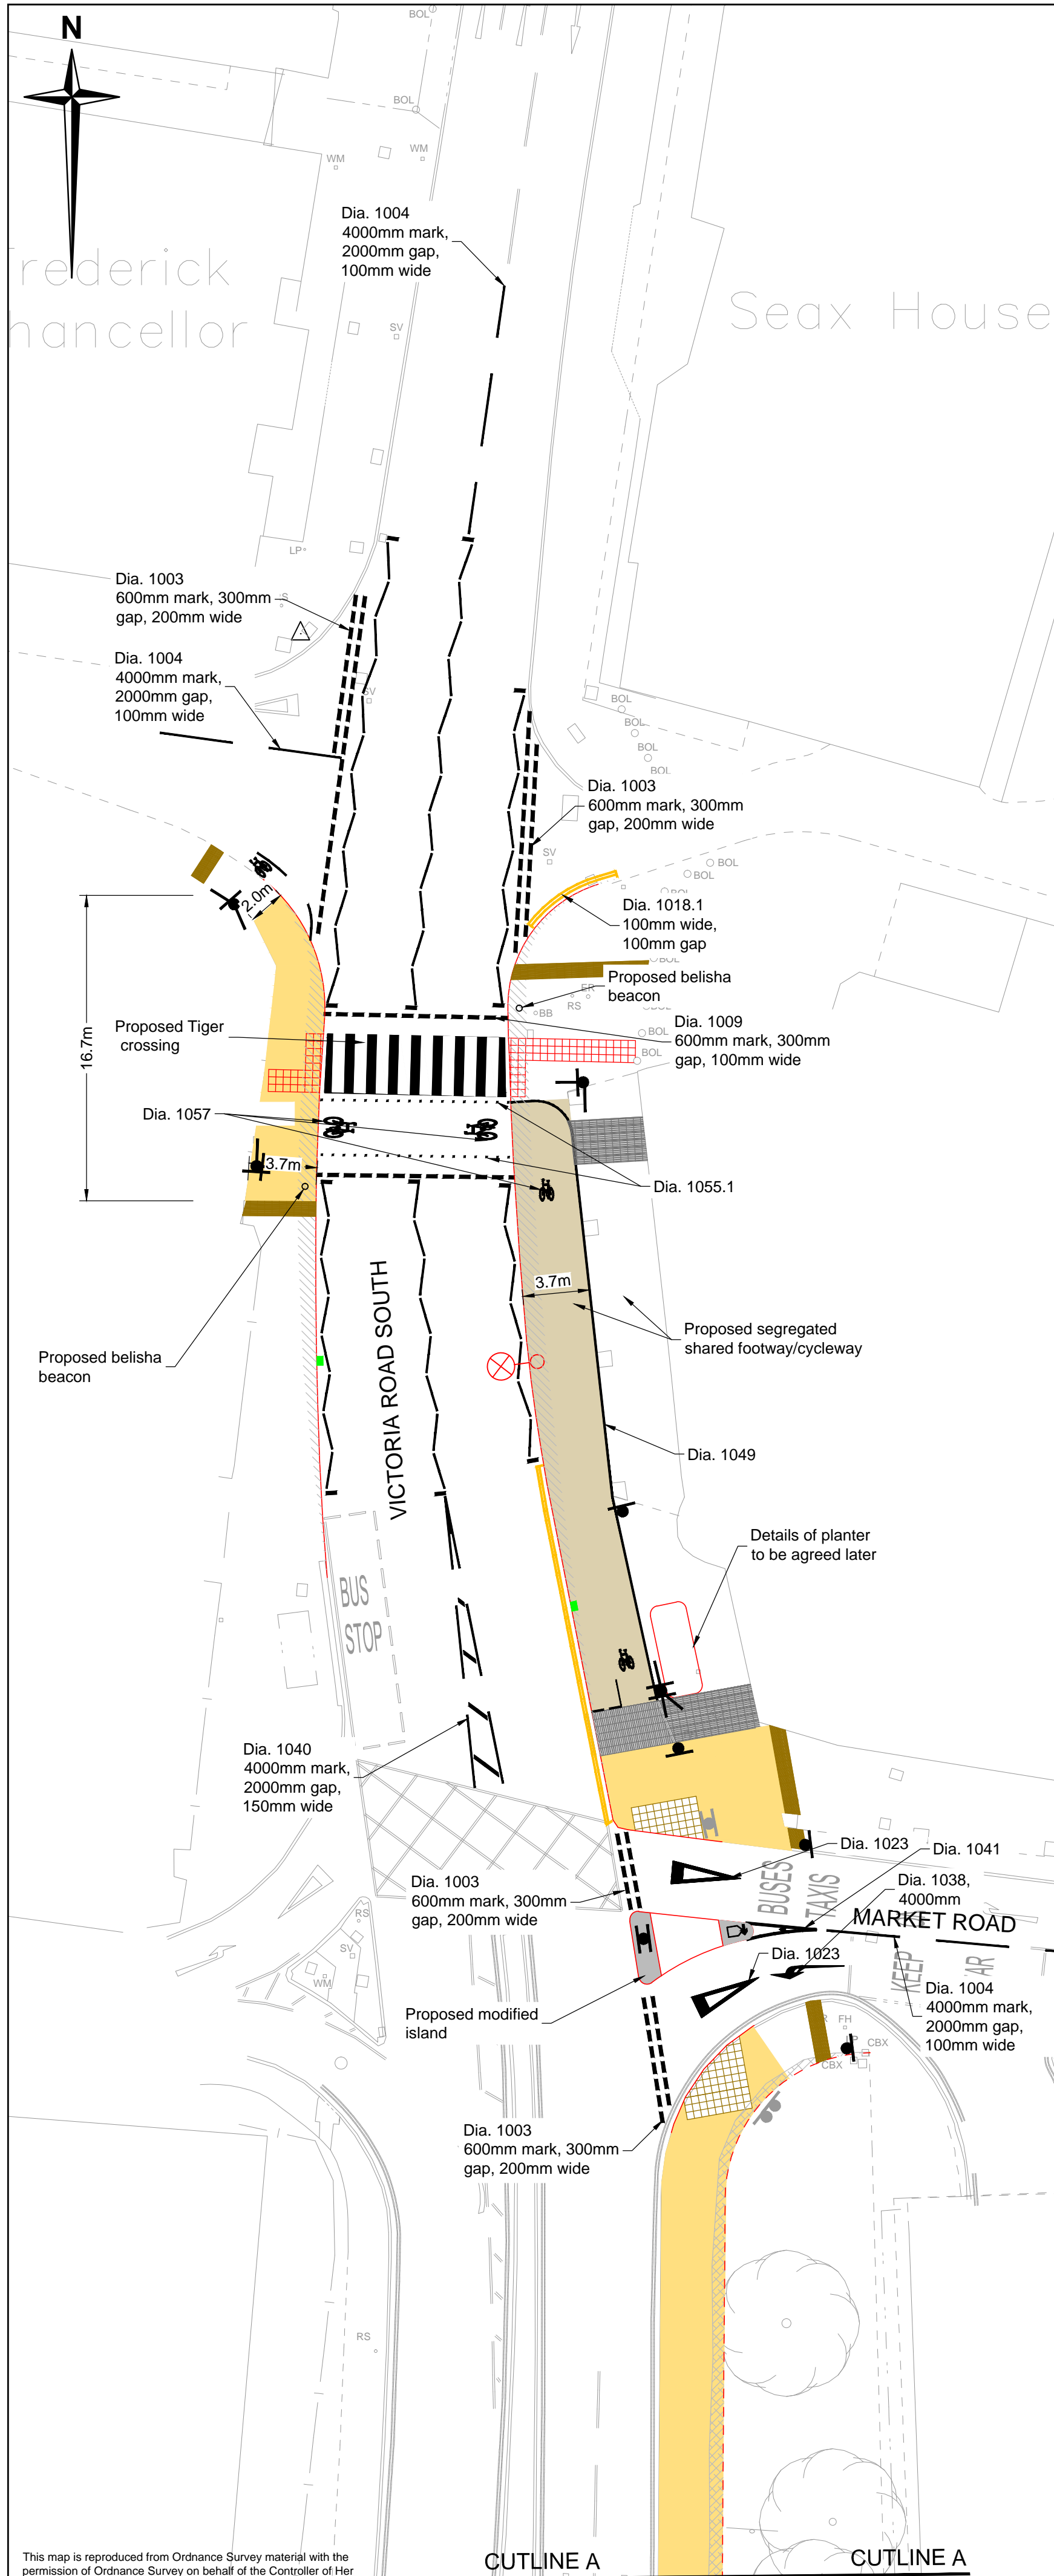 N
BOL
BOL
WM
WM
Dia. 1004
4000mm mark,
2000mm gap,
100mm wide
rederick
hancellor
Seax House
SV
LP
Dia. 1003
600mm mark, 300mm
gap, 200mm wide
S
Dia. 1004
4000mm mark,
2000mm gap,
100mm wide
SV
BOL
BOL
BOL
BOL
Dia. 1003
600mm mark, 300mm
gap, 200mm wide
SV
BOL
BOL
BOL
2.0m
Dia. 1018.1
100mm wide,
100mm gap
BOL
Proposed belisha
beacon
ER
RS
BB
BOL
Dia. 1009
600mm mark, 300mm
gap, 100mm wide
BOL
BOL
Proposed Tiger
crossing
16.7m
Dia. 1057
3.7m
Dia. 1055.1
3.7m
VICTORIA ROAD SOUTH
Proposed segregated
shared footway/cycleway
Proposed belisha
beacon
Dia. 1049
Details of planter
to be agreed later
BUS
STOP
Dia. 1040
4000mm mark,
2000mm gap,
150mm wide
Dia. 1023
Dia. 1041
BUSES
TAXIS
Dia. 1003
600mm mark, 300mm
gap, 200mm wide
Dia. 1038,
4000mm
MARKET ROAD
RS
SV
WM
Dia. 1023
KEEP
AR
Proposed modified
island
Dia. 1004
4000mm mark,
2000mm gap,
100mm wide
FH
LP
CBX
CBX
Dia. 1003
600mm mark, 300mm
gap, 200mm wide
RS
This map is reproduced from Ordnance Survey material with the
permission of Ordnance Survey on behalf of the Controller of Her
CUTLINE A
CUTLINE A